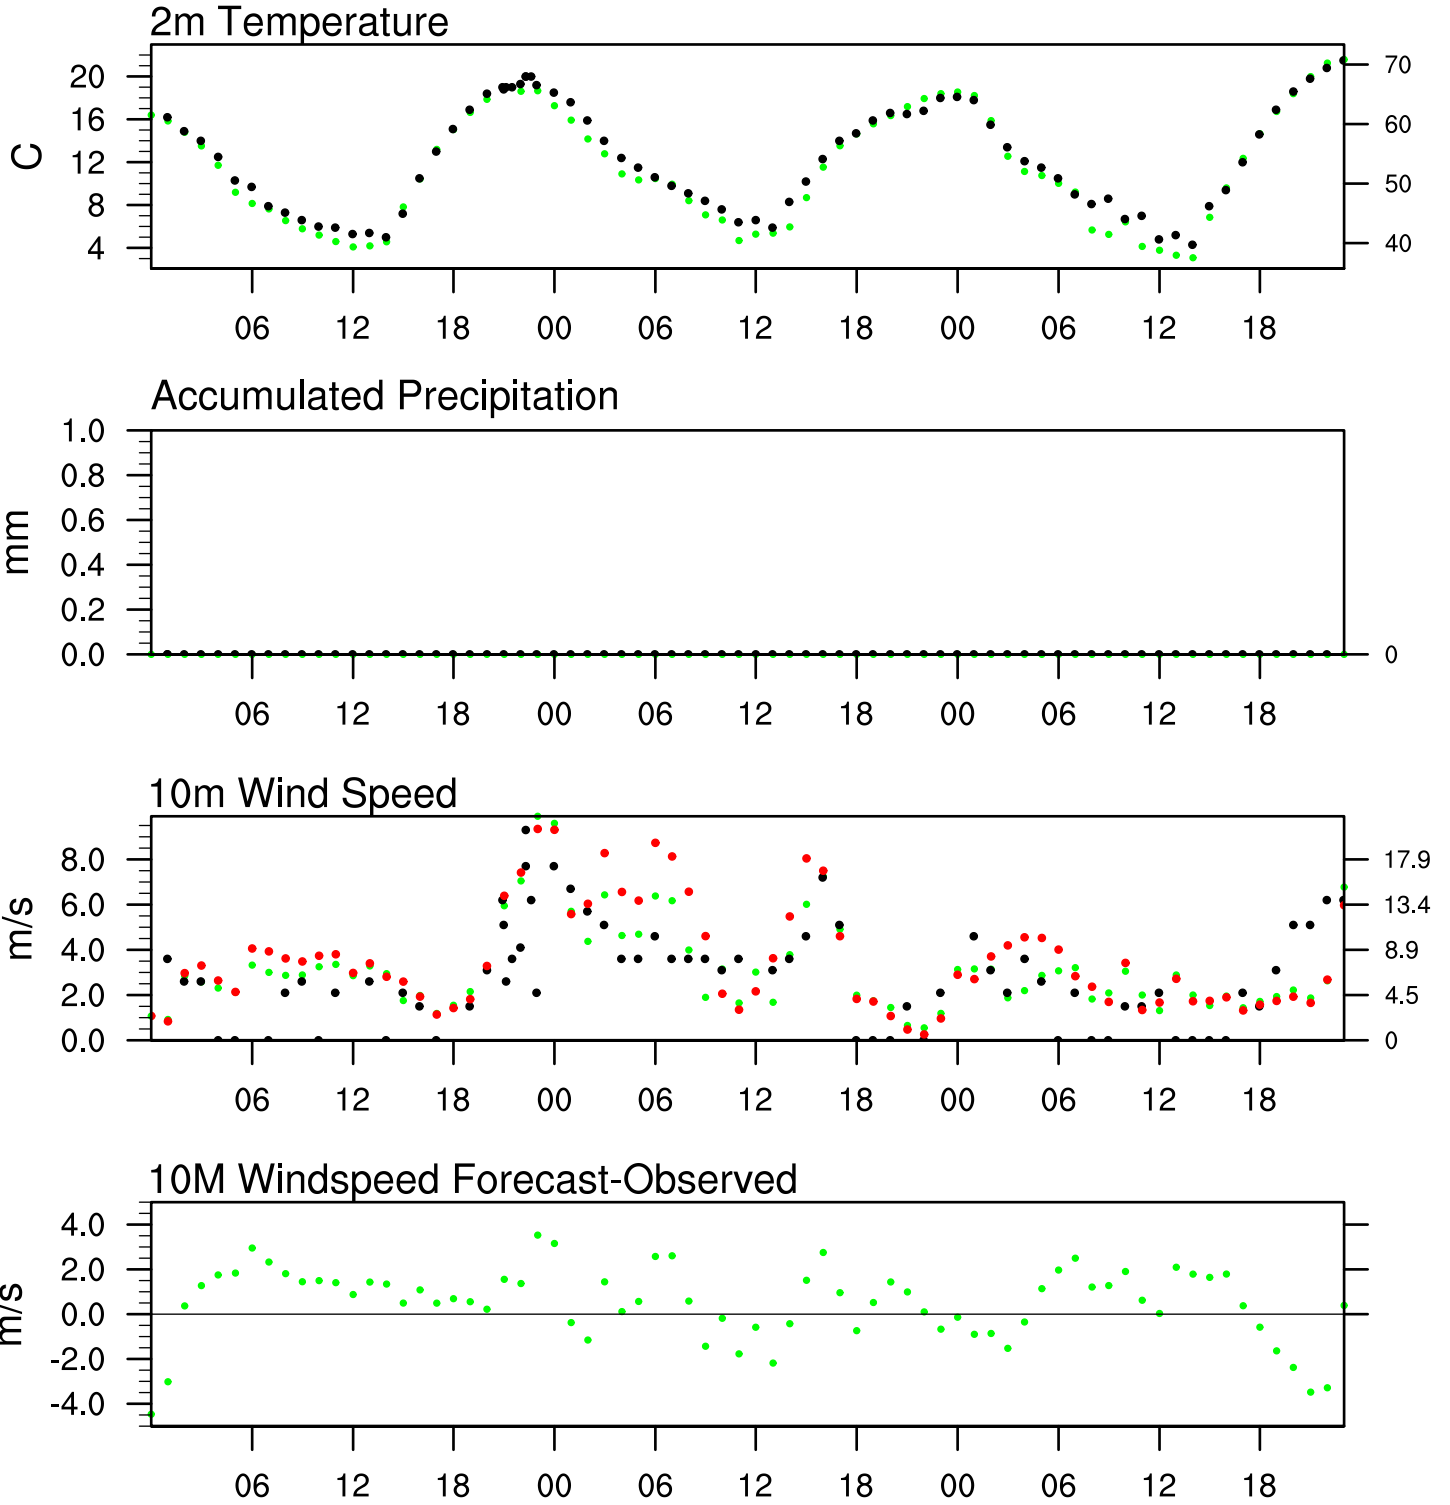 2m Temperature
20
16
12
8
4
C
70
60
50
40
06 12 18 00 06 12 18 00 06 12 18
Accumulated Precipitation
1.0
0.8
0.6
0.4
0.2
0.0
mm
0
06 12 18 00 06 12 18 00 06 12 18
10m Wind Speed
8.0
6.0
4.0
2.0
0.0
m/s
17.9
13.4
8.9
4.5
0
06 12 18 00 06 12 18 00 06 12 18
10M Windspeed Forecast-Observed
4.0
2.0
0.0
-2.0
-4.0
m/s
06 12 18 00 06 12 18 00 06 12 18